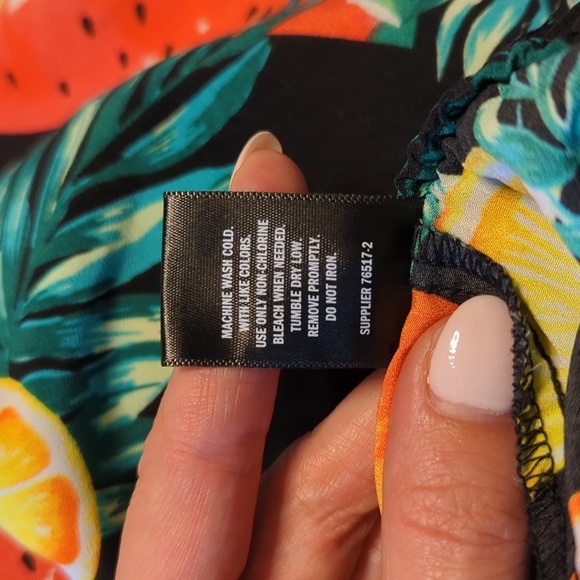 MACHINE WASH COLD.
WITH LIKE COLORS.
USE ONLY NON-CHLORINE
BLEACH WHEN NEEDED.
TUMBLE DRY LOW.
REMOVE PROMPTLY.
DO NOT IRON.
SUPPLIER 76517-2